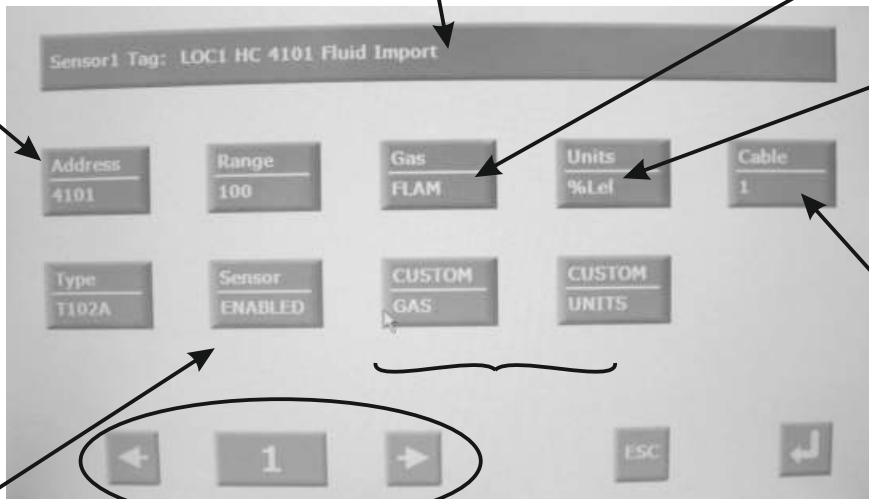 Sensor1 Tag: LOC1 HC 4101 Fluid Import
Address
4101
Range
100
Gas
FLAM
Units
%Lel
Cable
1
Type
T102A
Sensor
ENABLED
CUSTOM
GAS
CUSTOM
UNITS
1
ESC